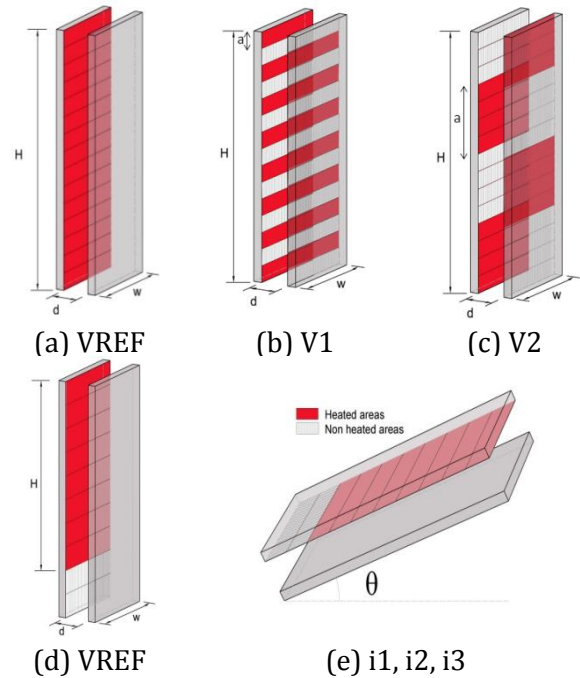 H
d
w
(a) VREF
a
H
d
w
(b) V1
a
H
d
w
(c) V2
H
d
w
(d) VREF
Heated areas
Non heated areas
θ
(e) i1, i2, i3